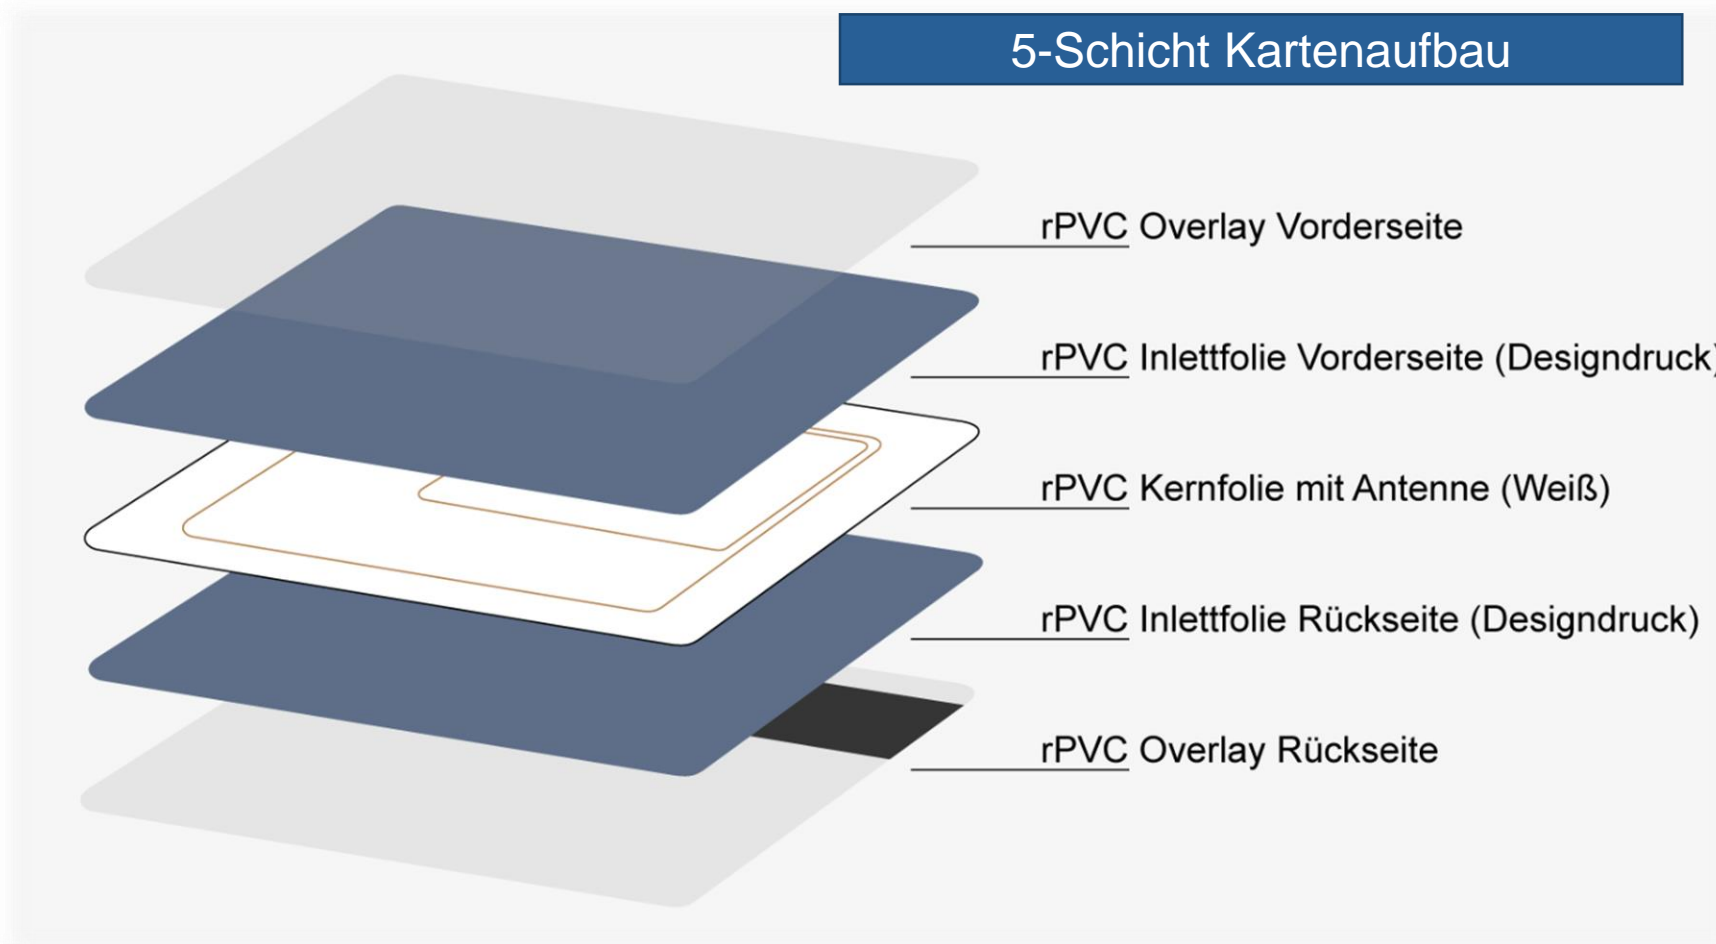 5-Schicht Kartenaufbau
rPVC Overlay Vorderseite
rPVC Inlettfolie Vorderseite (Designdruck)
rPVC Kernfolie mit Antenne (Weiß)
rPVC Inlettfolie Rückseite (Designdruck)
rPVC Overlay Rückseite